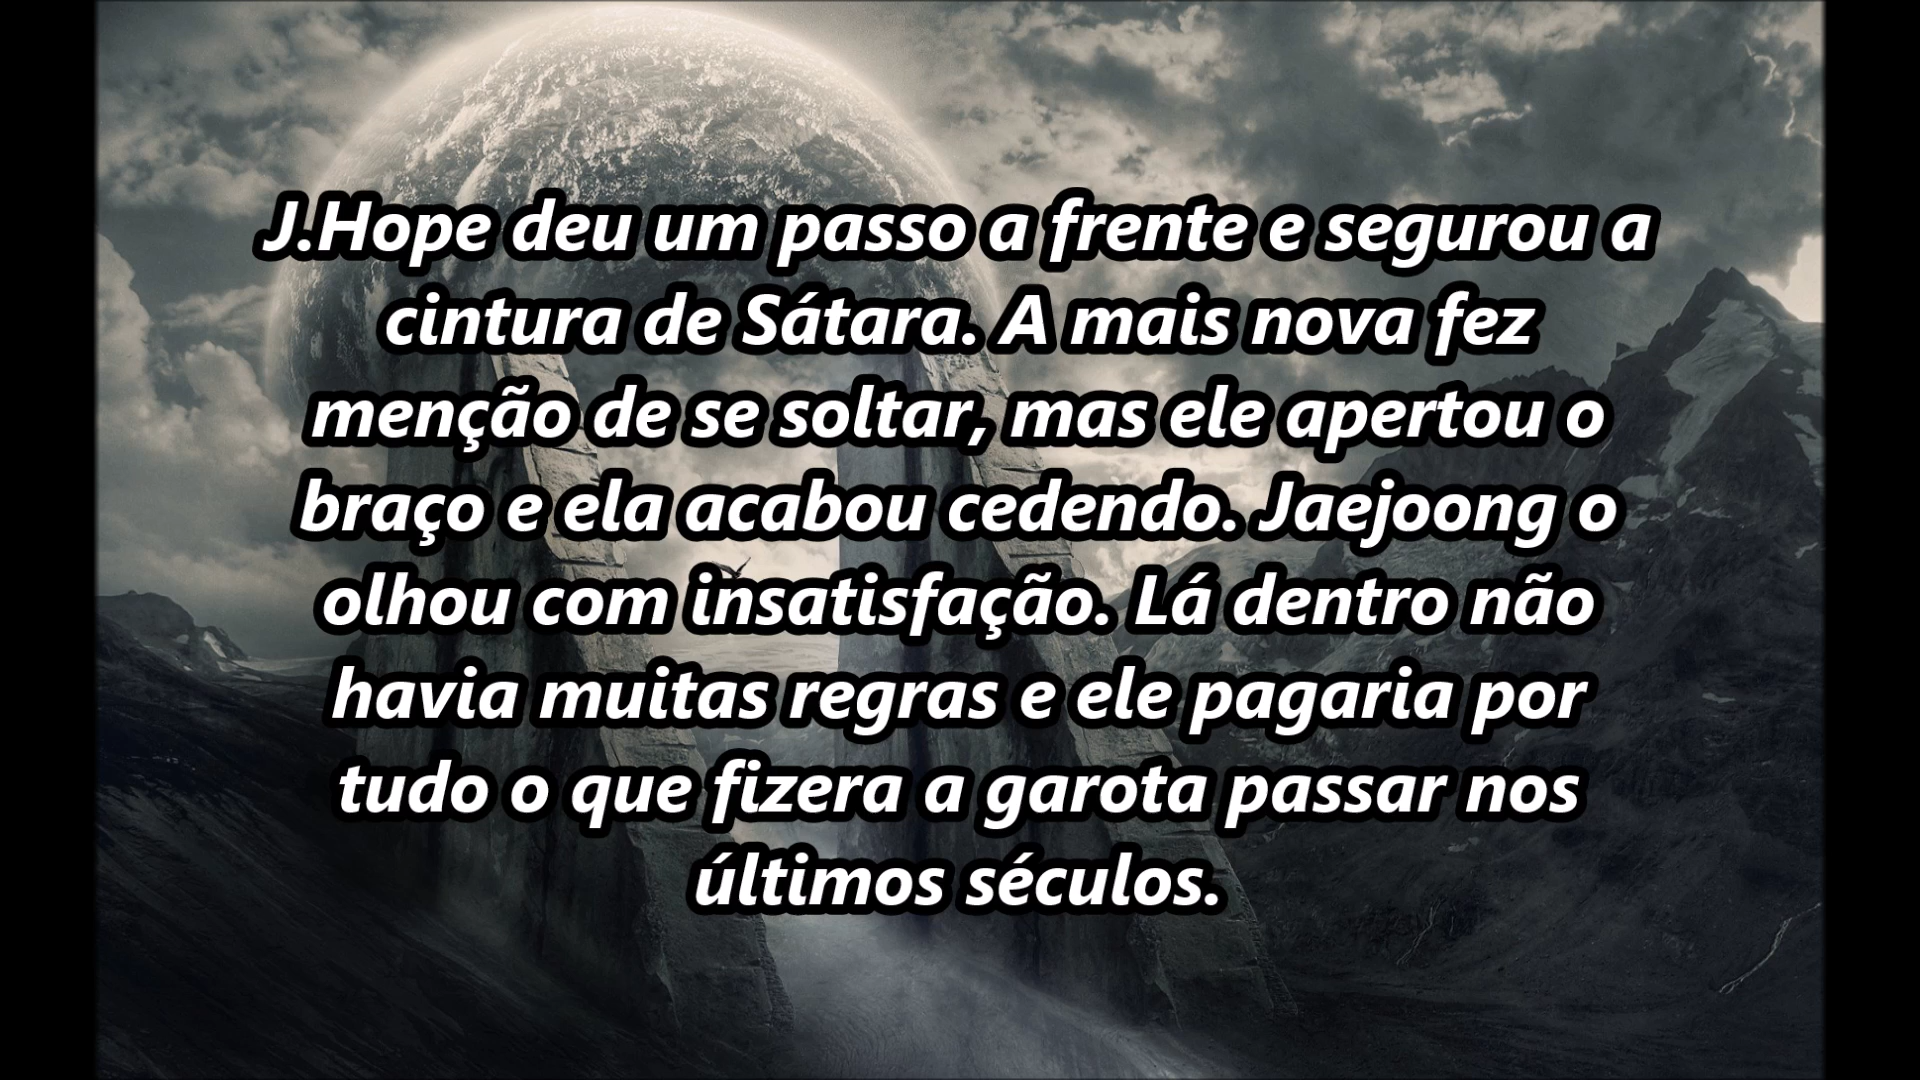 J.Hope deu um passo a frente e segurou a
cintura de Sátara. A mais nova fez
menção de se soltar, mas ele apertou o
braço e ela acabou cedendo. Jaejoong o
olhou com insatisfação. Lá dentro não
havia muitas regras e ele pagaria por
tudo o que fizera a garota passar nos
últimos séculos.